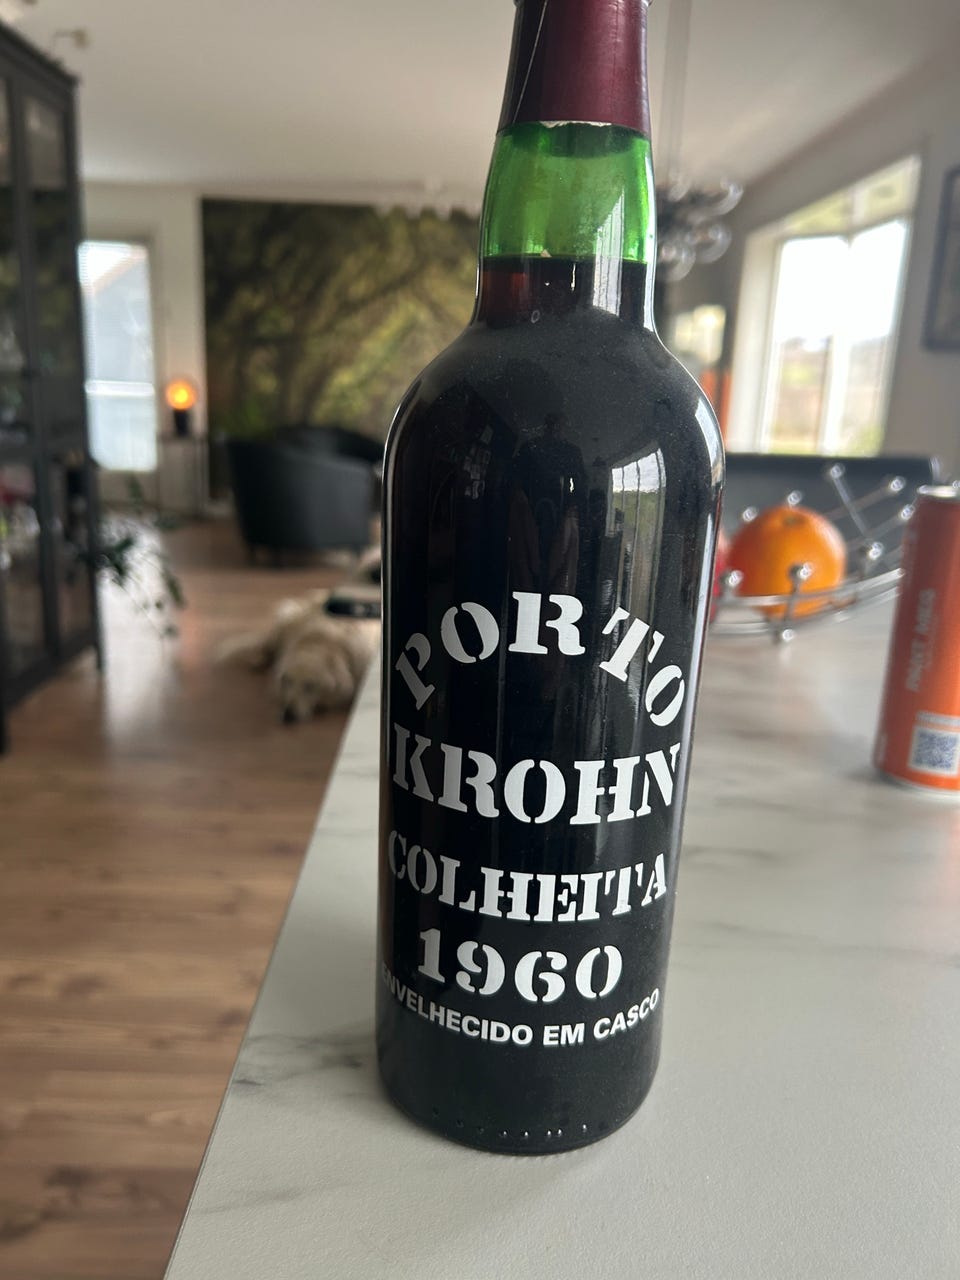 PORTO
KROHN
COLHEITA
1960
ENVELHECIDO EM CASCO